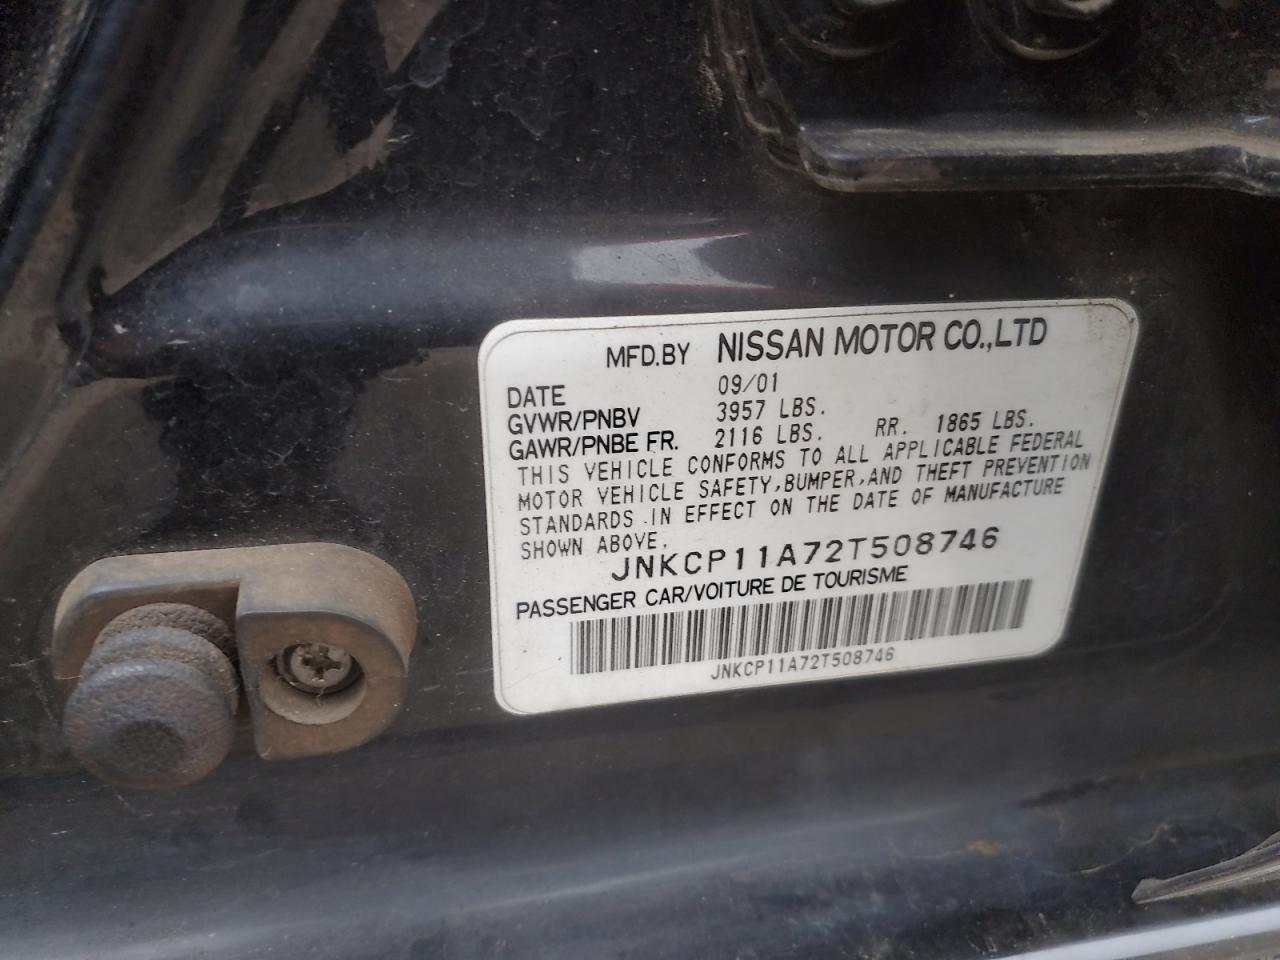 MFD.BY NISSAN MOTOR CO.,LTD
DATE 09/01
GVWR/PNBV 3957 LBS.
GAWR/PNBE FR. 2116 LBS. RR. 1865 LBS.
THIS VEHICLE CONFORMS TO ALL APPLICABLE FEDERAL
MOTOR VEHICLE SAFETY,BUMPER,AND THEFT PREVENTION
STANDARDS IN EFFECT ON THE DATE OF MANUFACTURE
SHOWN ABOVE.
JNKCP11A72T508746
PASSENGER CAR/VOITURE DE TOURISME
JNKCP11A72T508746